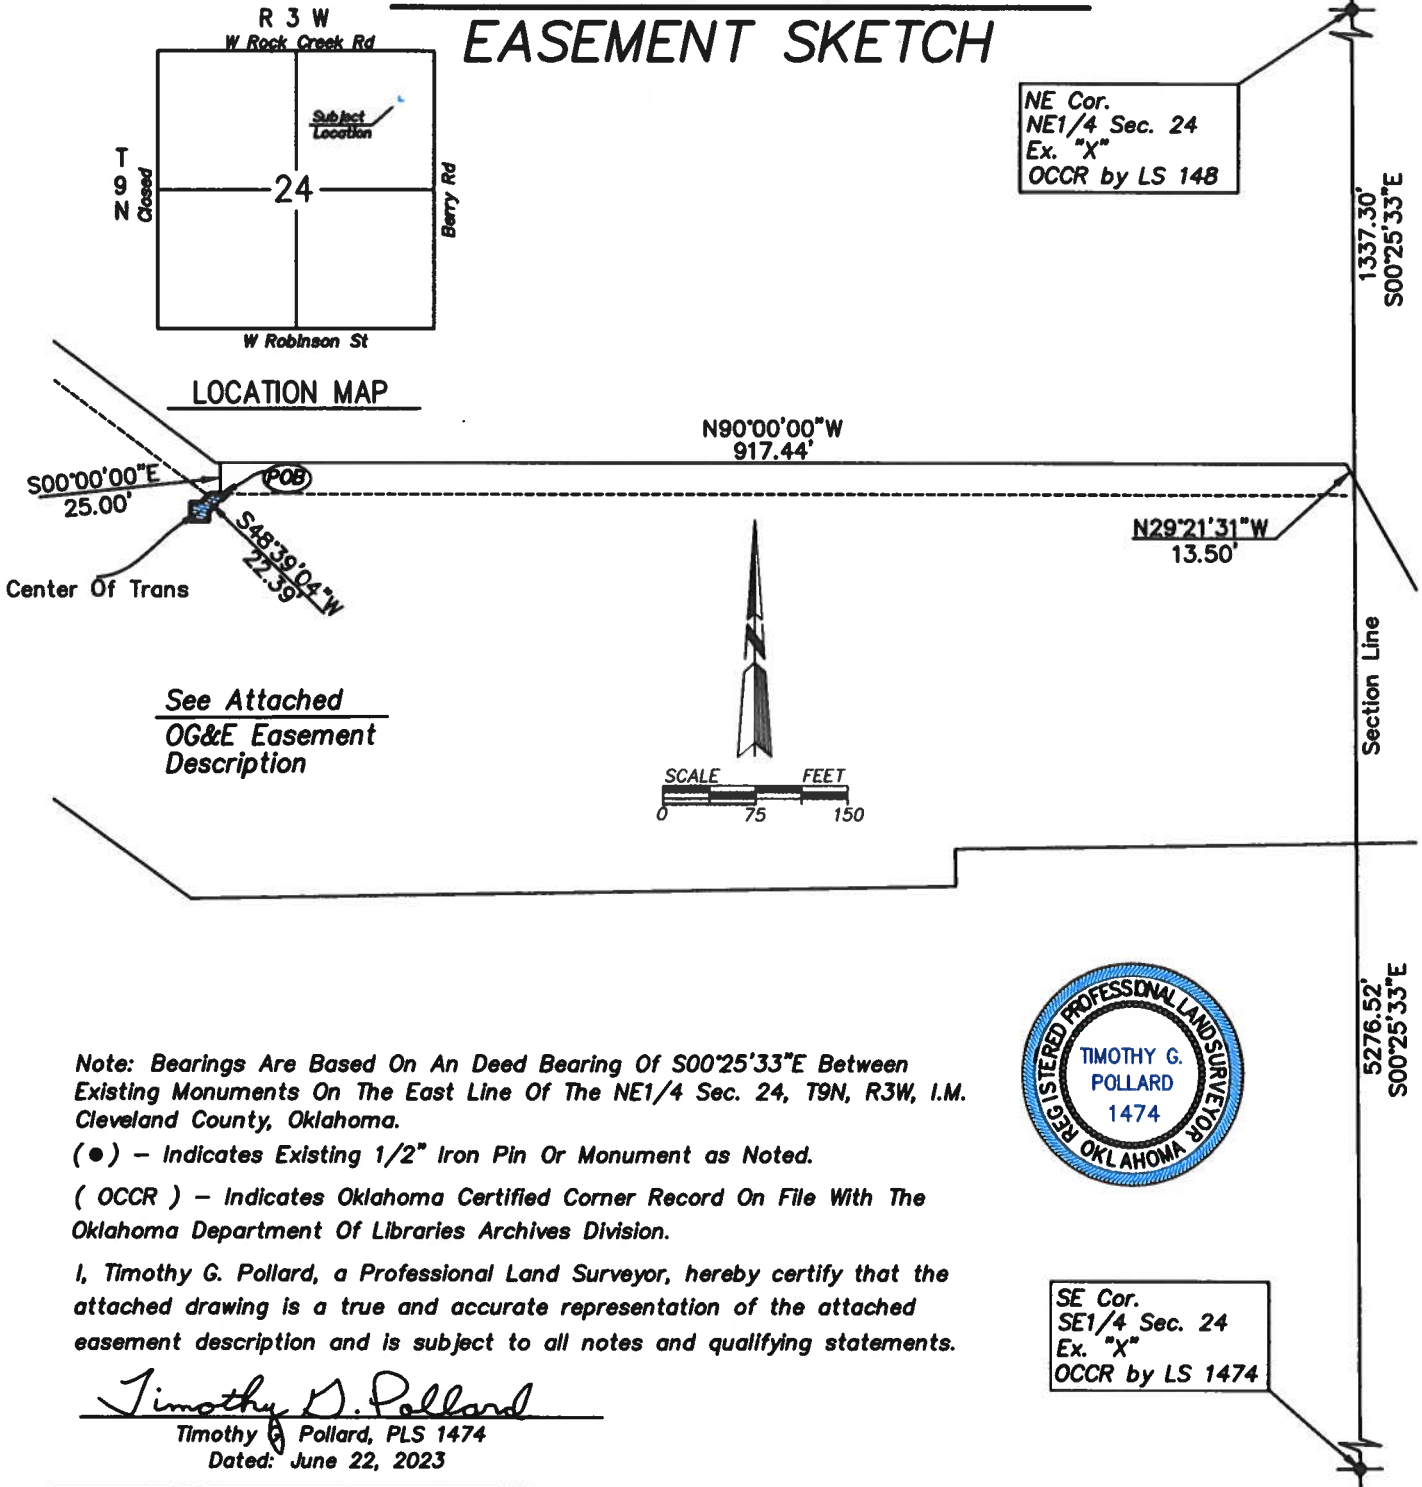 EASEMENT SKETCH
R 3 W
W Rock Creek Rd
Subject
Location
T
9
N
Closed
24
Berry Rd
W Robinson St
LOCATION MAP
NE Cor.
NE1/4 Sec. 24
Ex. "X"
OCCR by LS 148
1337.30'
S00°25'33"E
N90°00'00"W
917.44'
S00°00'00"E
25.00'
POB
S48°39'04"W
22.39'
Center Of Trans
N29°21'31"W
13.50'
Section Line
See Attached
OG&E Easement
Description
N
SCALE FEET
0 75 150
5276.52'
S00°25'33"E
Note: Bearings Are Based On An Deed Bearing Of S00°25'33"E Between
Existing Monuments On The East Line Of The NE1/4 Sec. 24, T9N, R3W, I.M.
Cleveland County, Oklahoma.
(●) – Indicates Existing 1/2" Iron Pin Or Monument as Noted.
( OCCR ) – Indicates Oklahoma Certified Corner Record On File With The
Oklahoma Department Of Libraries Archives Division.
I, Timothy G. Pollard, a Professional Land Surveyor, hereby certify that the
attached drawing is a true and accurate representation of the attached
easement description and is subject to all notes and qualifying statements.
REGISTERED PROFESSIONAL LAND SURVEYOR
TIMOTHY G.
POLLARD
1474
OKLAHOMA
SE Cor.
SE1/4 Sec. 24
Ex. "X"
OCCR by LS 1474
Timothy G. Pollard
Timothy G Pollard, PLS 1474
Dated: June 22, 2023